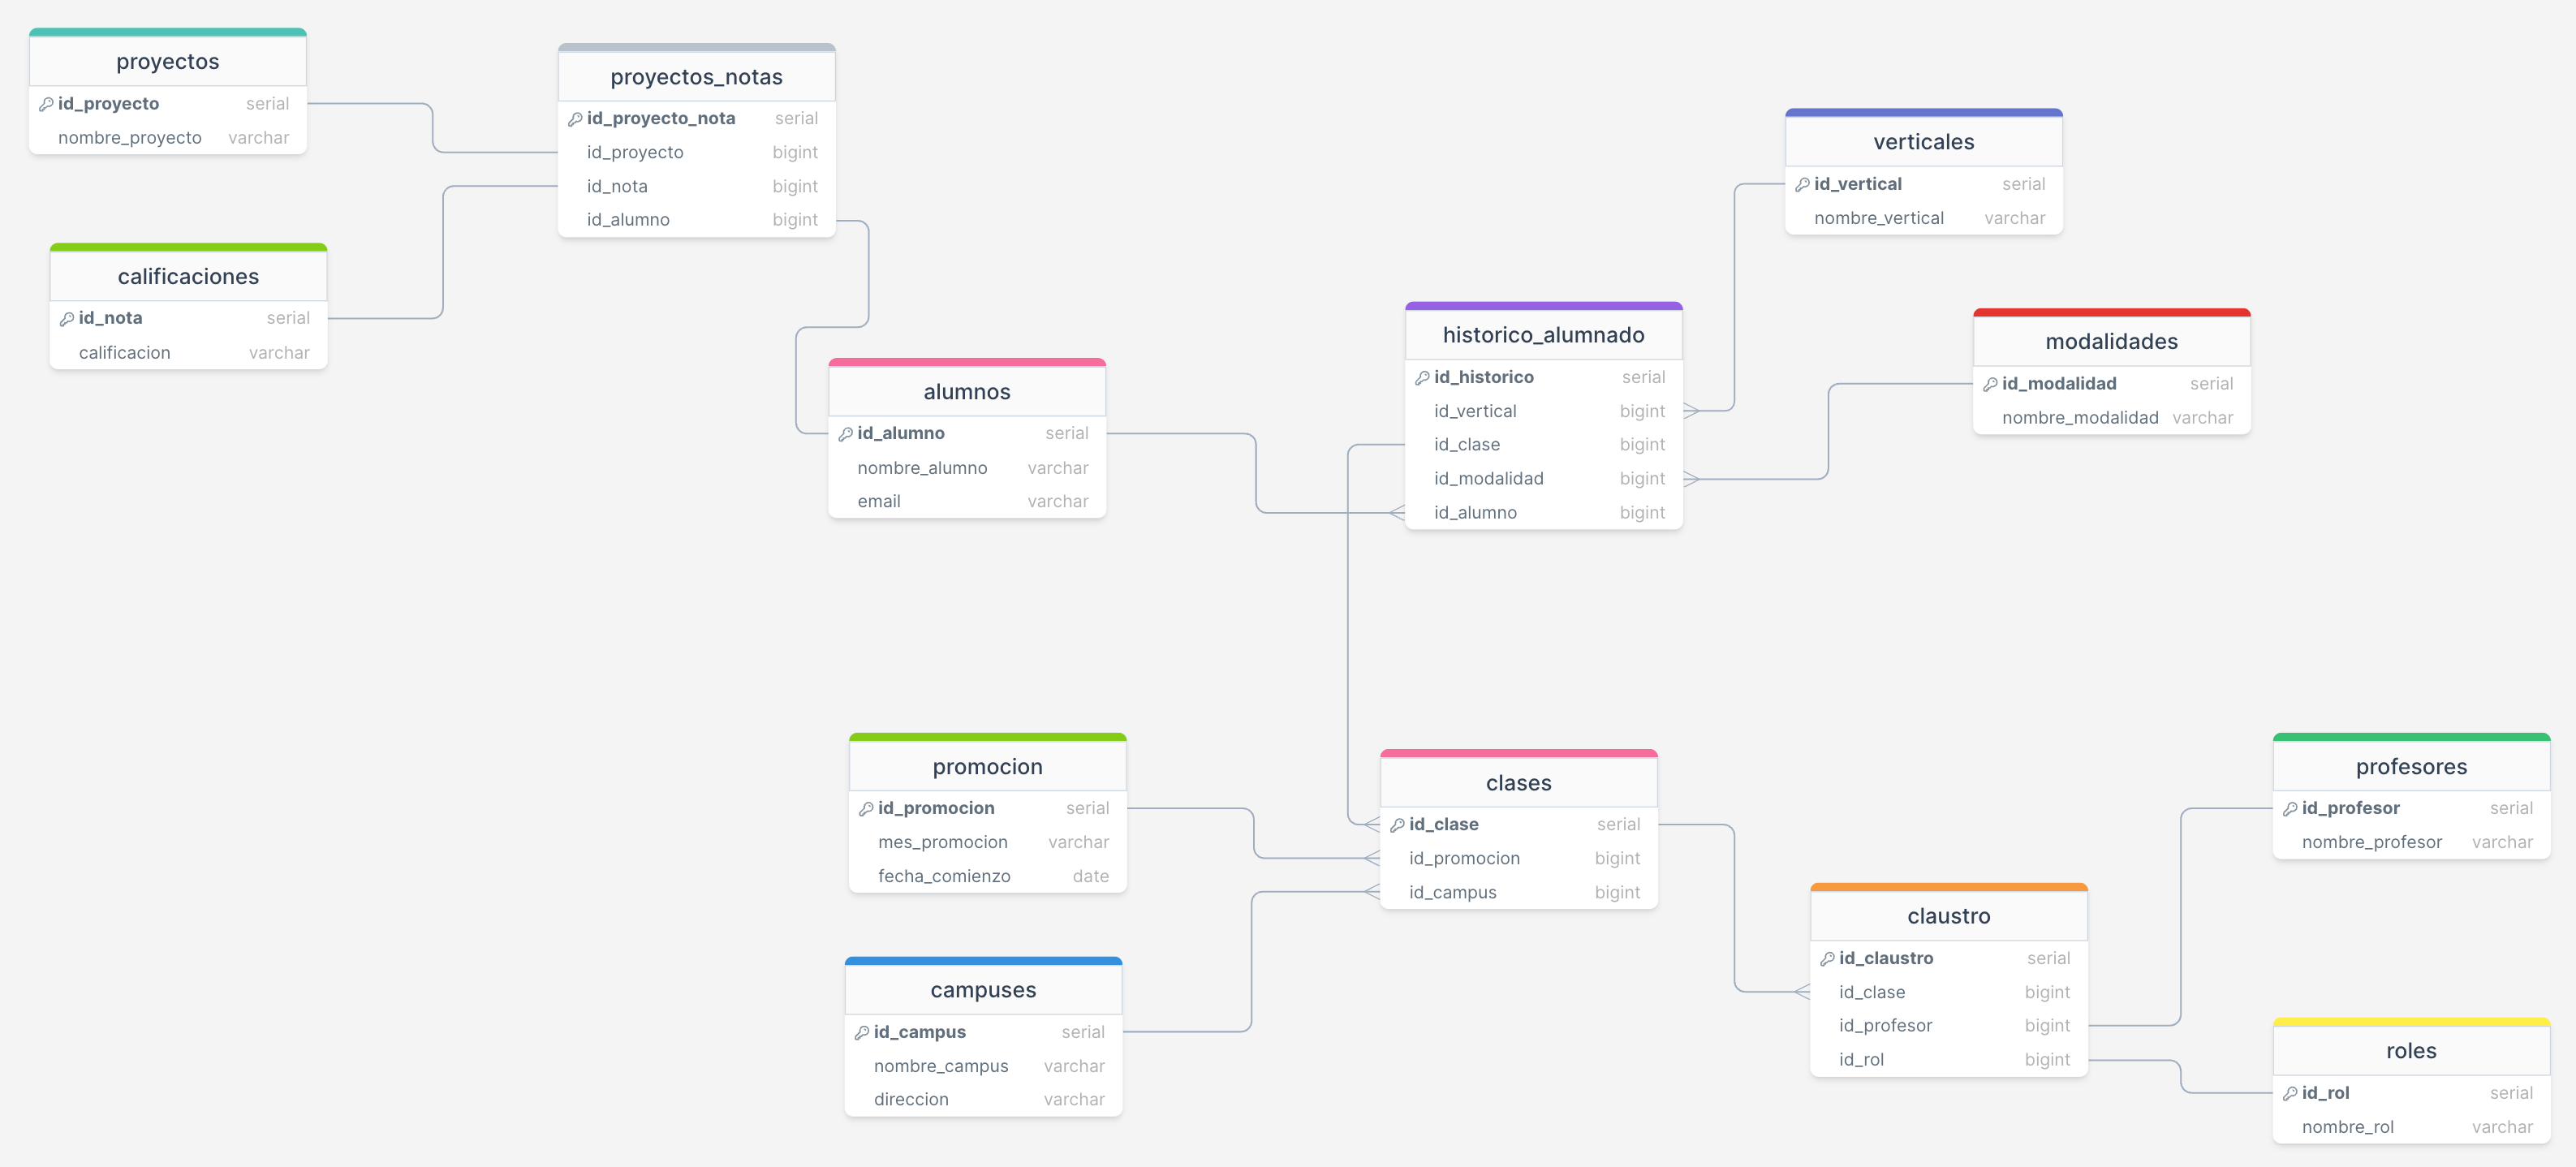 proyectos
id_proyecto serial
nombre_proyecto varchar
proyectos_notas
id_proyecto_nota serial
id_proyecto bigint
id_nota bigint
id_alumno bigint
calificaciones
id_nota serial
calificacion varchar
alumnos
id_alumno serial
nombre_alumno varchar
email varchar
historico_alumnado
id_historico serial
id_vertical bigint
id_clase bigint
id_modalidad bigint
id_alumno bigint
verticales
id_vertical serial
nombre_vertical varchar
modalidades
id_modalidad serial
nombre_modalidad varchar
promocion
id_promocion serial
mes_promocion varchar
fecha_comienzo date
campuses
id_campus serial
nombre_campus varchar
direccion varchar
clases
id_clase serial
id_promocion bigint
id_campus bigint
claustro
id_claustro serial
id_clase bigint
id_profesor bigint
id_rol bigint
profesores
id_profesor serial
nombre_profesor varchar
roles
id_rol serial
nombre_rol varchar